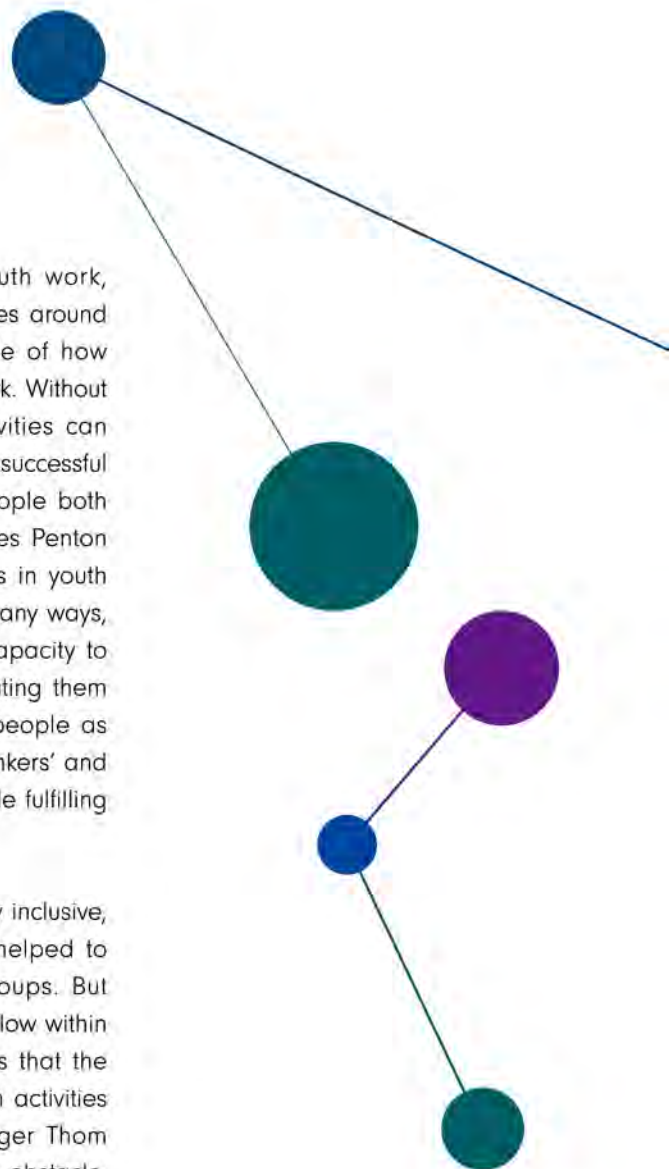 uth work,
es around
e of how
k. Without
vities can
successful
ople both
es Penton
s in youth
any ways,
apacity to
ting them
people as
nkers’ and
le fulfilling
y inclusive,
helped to
oups. But
low within
s that the
n activities
ger Thom
obstacle